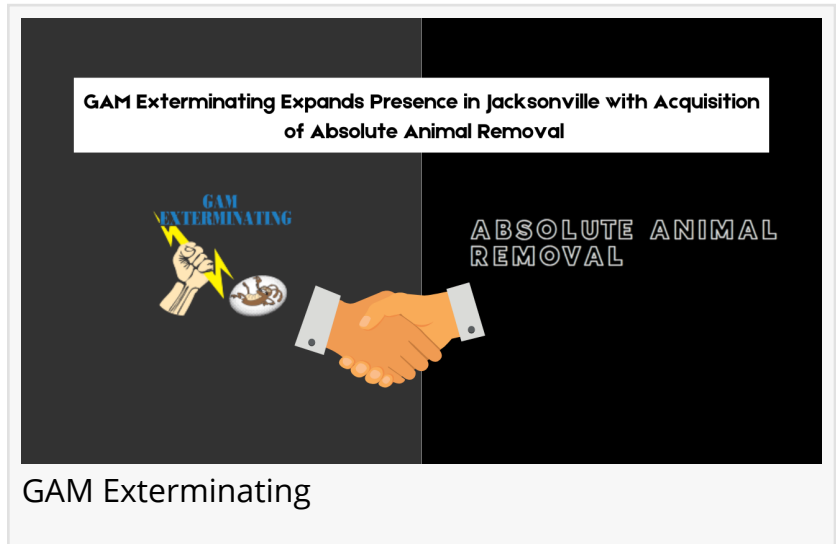 GAM Exterminating Expands Presence in Jacksonville with Acquisition
of Absolute Animal Removal
GAM
EXTERMINATING
ABSOLUTE ANIMAL
REMOVAL
GAM Exterminating